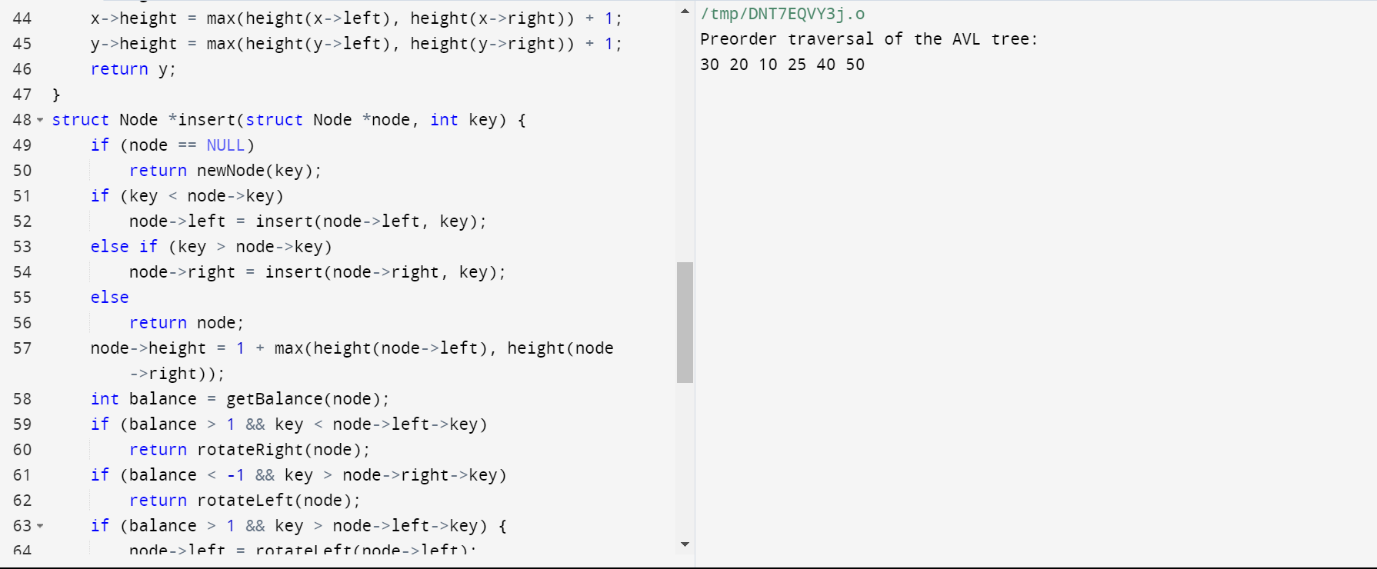 44 x->height = max(height(x->left), height(x->right)) + 1;
45 y->height = max(height(y->left), height(y->right)) + 1;
46 return y;
47 }
48 struct Node *insert(struct Node *node, int key) {
49 if (node == NULL)
50 return newNode(key);
51 if (key < node->key)
52 node->left = insert(node->left, key);
53 else if (key > node->key)
54 node->right = insert(node->right, key);
55 else
56 return node;
57 node->height = 1 + max(height(node->left), height(node
->right));
58 int balance = getBalance(node);
59 if (balance > 1 && key < node->left->key)
60 return rotateRight(node);
61 if (balance < -1 && key > node->right->key)
62 return rotateLeft(node);
63 if (balance > 1 && key > node->left->key) {
64 node->left = rotateLeft(node->left);
/tmp/DNT7EQVY3j.o
Preorder traversal of the AVL tree:
30 20 10 25 40 50